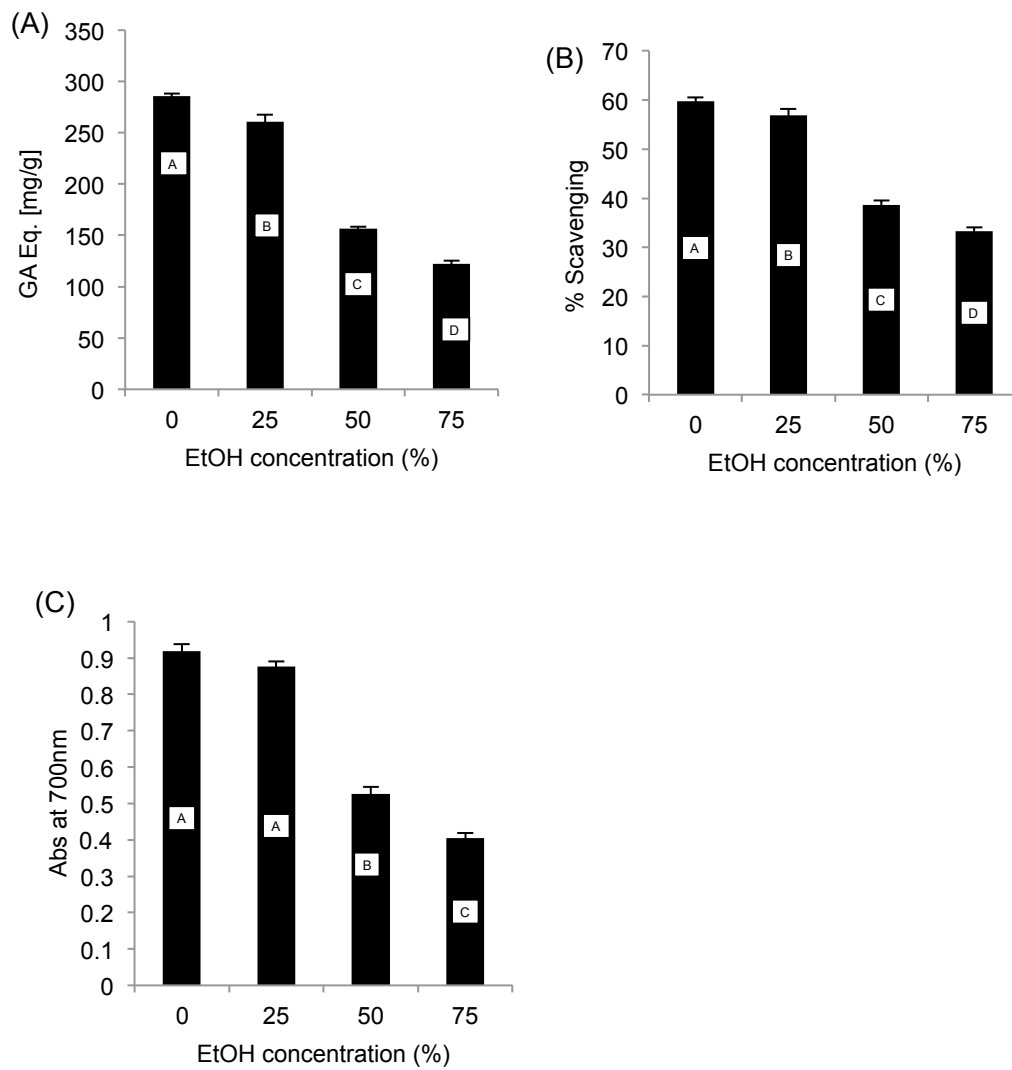 (A)
350
300
250
200
150
100
50
0
GA Eq. [mg/g]
A
B
C
D
0 25 50 75
EtOH concentration (%)
(B)
70
60
50
40
30
20
10
0
% Scavenging
A
B
C
D
0 25 50 75
EtOH concentration (%)
(C)
1
0.9
0.8
0.7
0.6
0.5
0.4
0.3
0.2
0.1
0
Abs at 700nm
A
A
B
C
0 25 50 75
EtOH concentration (%)